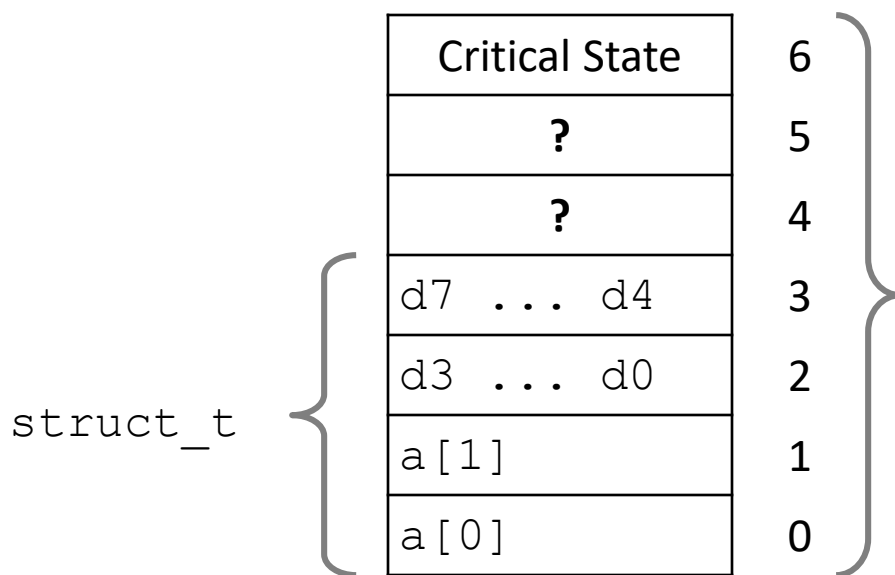 Critical State 6
? 5
? 4
d7 ... d4 3
d3 ... d0 2
struct_t
a[1] 1
a[0] 0